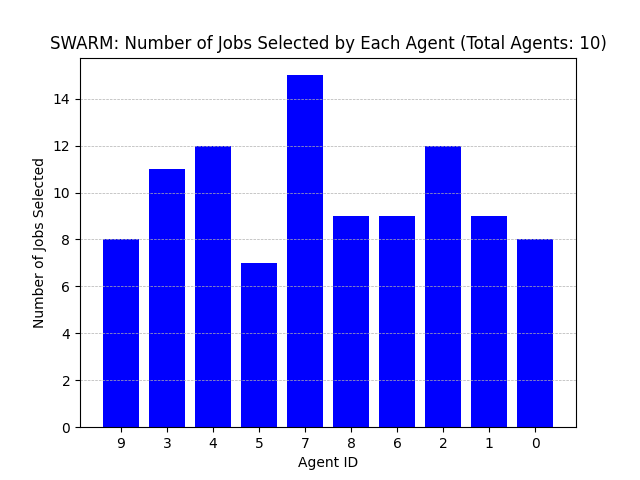 SWARM: Number of Jobs Selected by Each Agent (Total Agents: 10)
Number of Jobs Selected
14
12
10
8
6
4
2
0
9 3 4 5 7 8 6 2 1 0
Agent ID